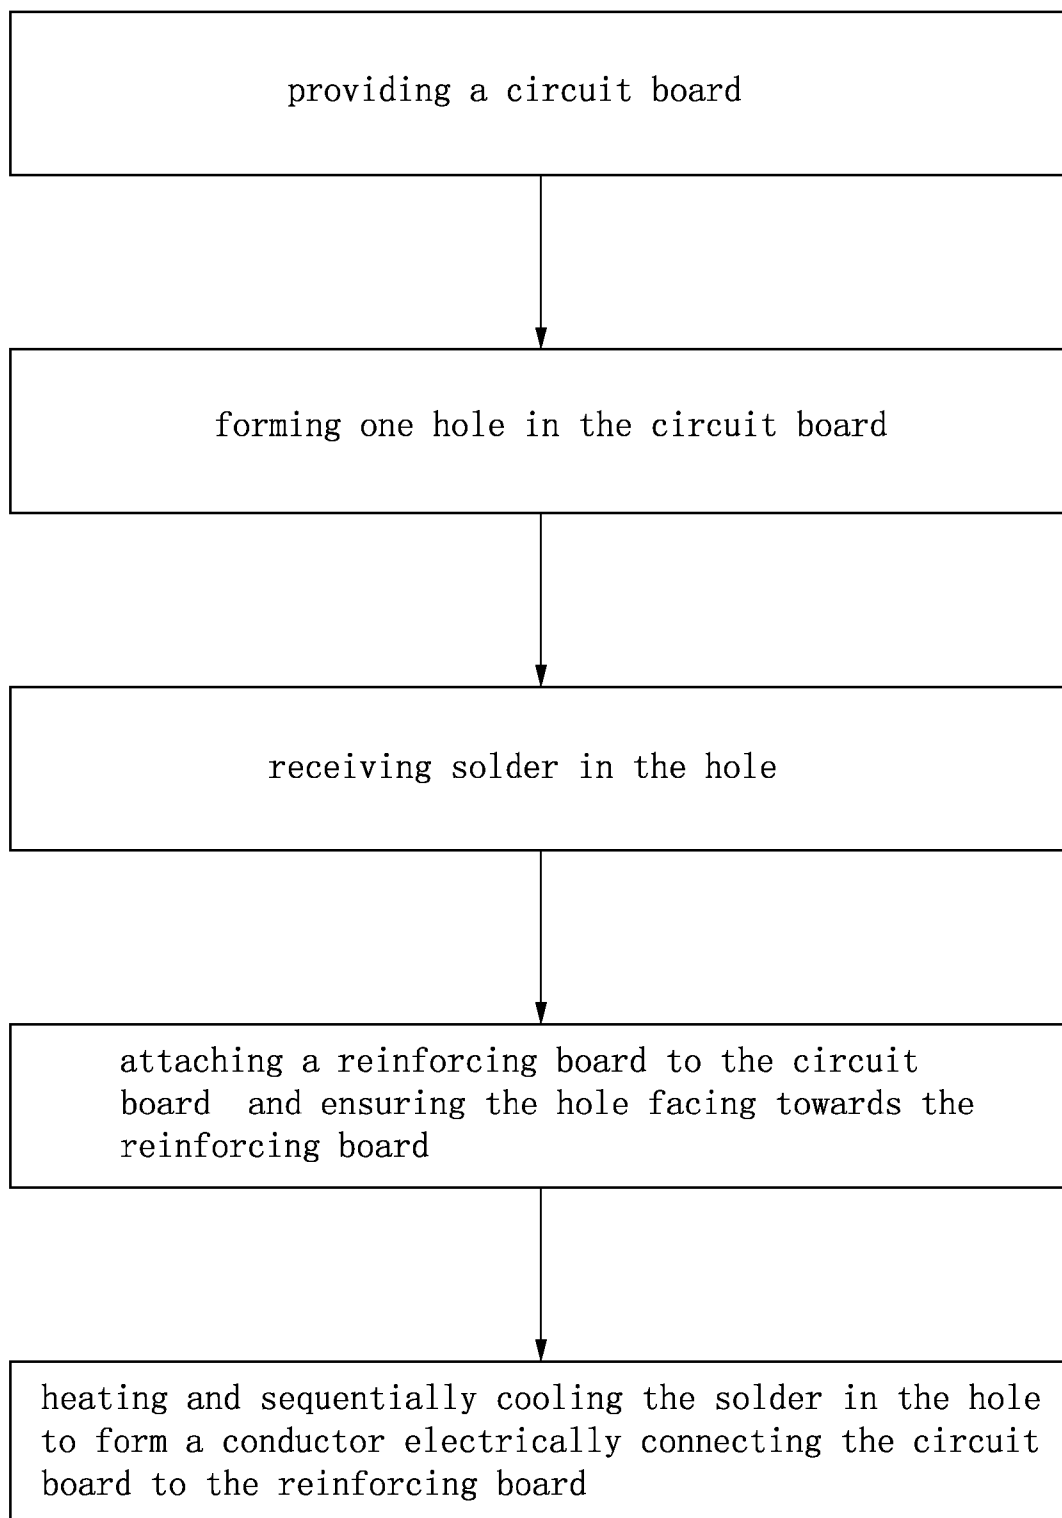 providing a circuit board
forming one hole in the circuit board
receiving solder in the hole
attaching a reinforcing board to the circuit
board  and ensuring the hole facing towards the
reinforcing board
heating and sequentially cooling the solder in the hole
to form a conductor electrically connecting the circuit
board to the reinforcing board